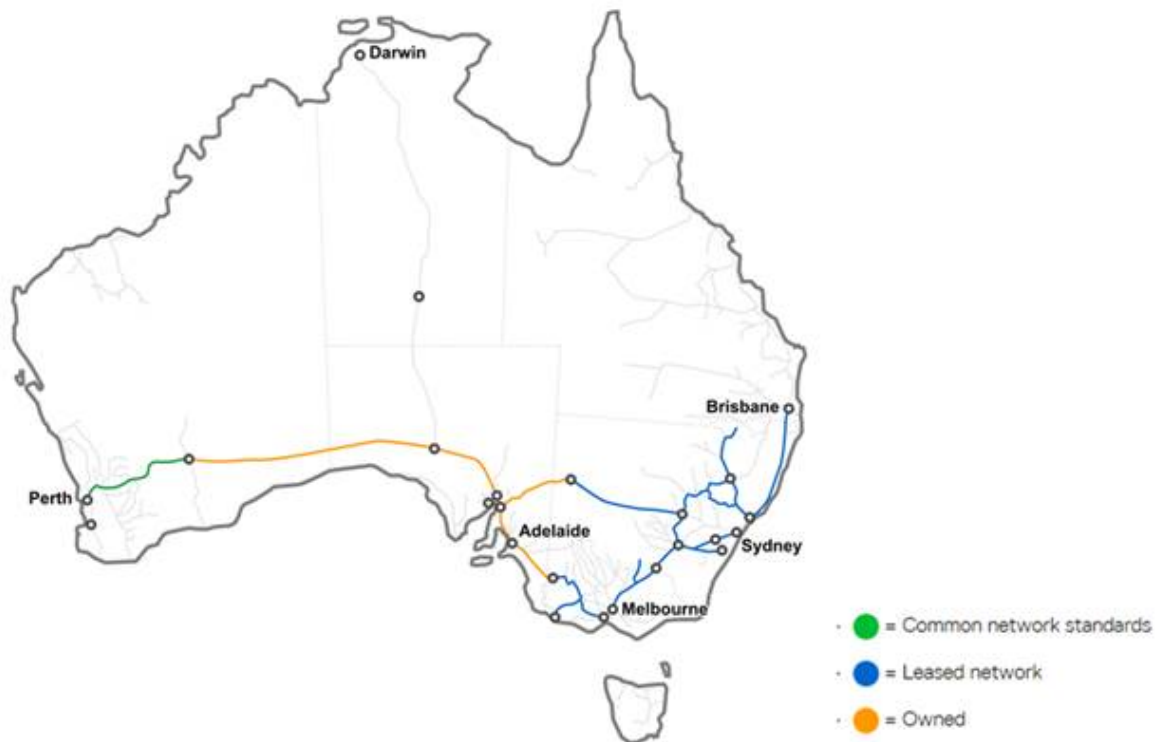 Darwin
Brisbane
Perth
Adelaide
Sydney
Melbourne
= Common network standards
= Leased network
= Owned